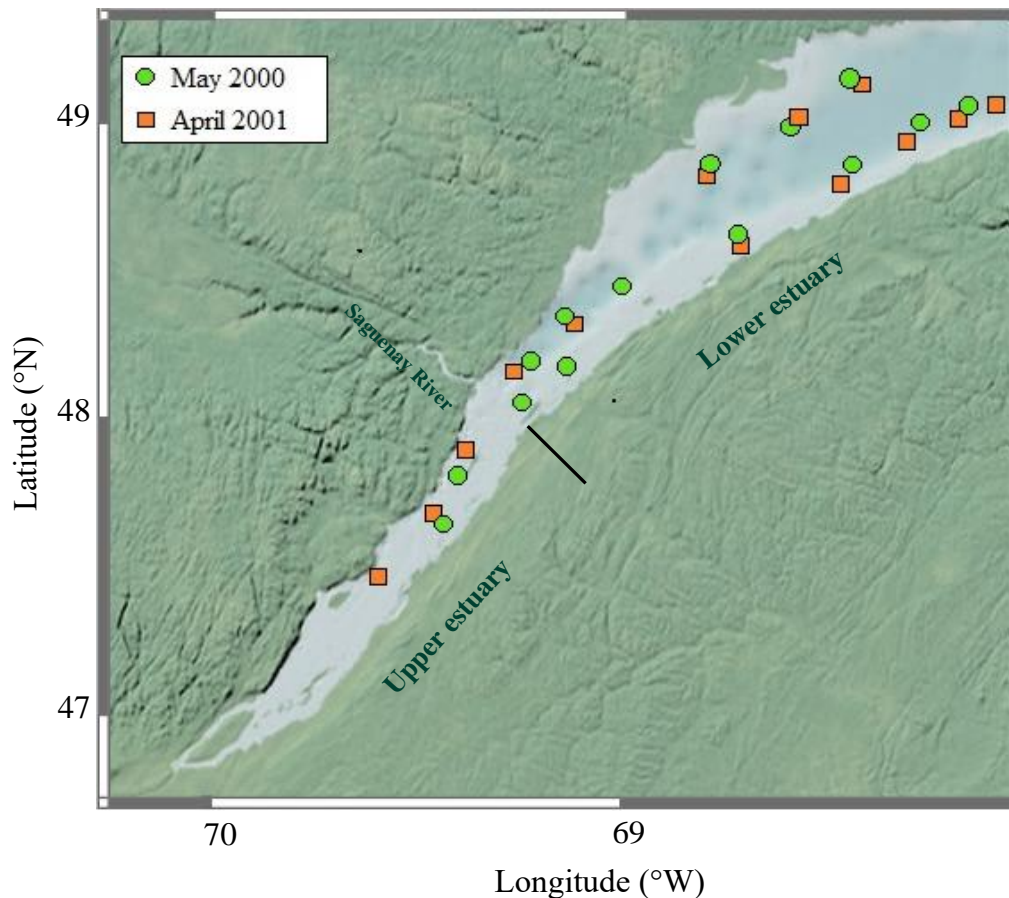 May 2000
April 2001
49
Saguenay River
Lower estuary
Latitude (°N)
48
Upper estuary
47
70
69
Longitude (°W)